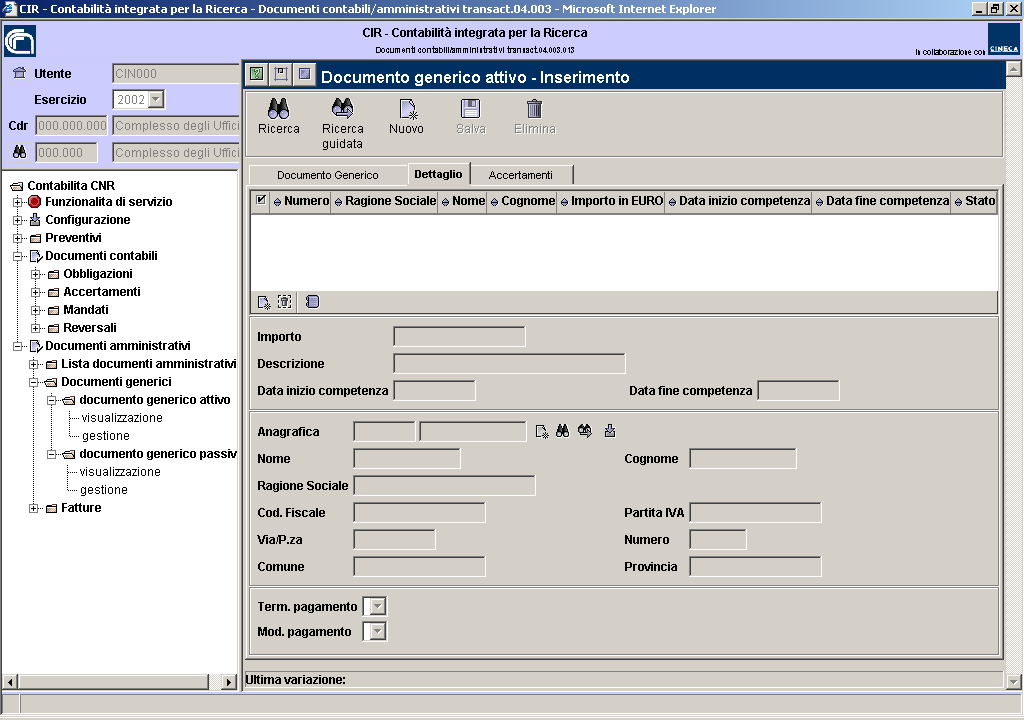 CIR - Contabilità integrata per la Ricerca - Documenti contabili/amministrativi transact.04.003 - Microsoft Internet Explorer
CIR - Contabilità integrata per la Ricerca
Documenti contabili/amministrativi transact.04.003.013
In collaborazione con
CINECA
Utente CIN000
Esercizio 2002
Cdr 000.000.000 Complesso degli Uffici
000.000 Complesso degli Uffici
Contabilita CNR
Funzionalita di servizio
Configurazione
Preventivi
Documenti contabili
Obbligazioni
Accertamenti
Mandati
Reversali
Documenti amministrativi
Lista documenti amministrativi
Documenti generici
documento generico attivo
visualizzazione
gestione
documento generico passiv
visualizzazione
gestione
Fatture
Documento generico attivo - Inserimento
Ricerca Ricerca guidata Nuovo Salva Elimina
Documento Generico Dettaglio Accertamenti
Numero Ragione Sociale Nome Cognome Importo in EURO Data inizio competenza Data fine competenza Stato
Importo
Descrizione
Data inizio competenza Data fine competenza
Anagrafica
Nome Cognome
Ragione Sociale
Cod. Fiscale Partita IVA
Via/P.za Numero
Comune Provincia
Term. pagamento
Mod. pagamento
Ultima variazione: